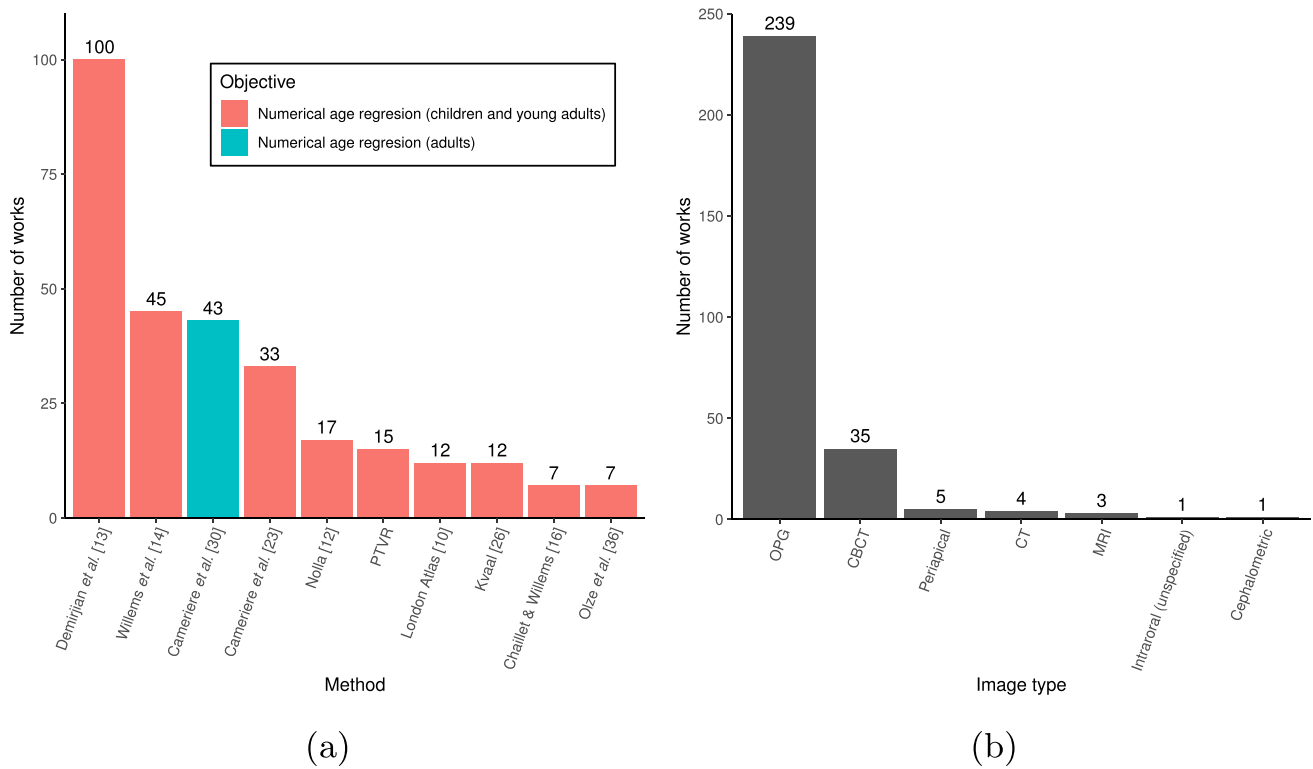 100
45
43
33
17
15
12
12
7
7
Objective
Numerical age regresion (children and young adults)
Numerical age regresion (adults)
100
75
50
25
0
Number of works
Demirjian et al. [13]
Willems et al. [14]
Cameriere et al. [30]
Cameriere et al. [23]
Nolla [12]
PTVR
London Atlas [10]
Kvaal [26]
Chaillet & Willems [16]
Olze et al. [36]
Method
(a)
239
35
5
4
3
1
1
250
200
150
100
50
0
Number of works
OPG
CBCT
Periapical
CT
MRI
Intraroral (unspecified)
Cephalometric
Image type
(b)